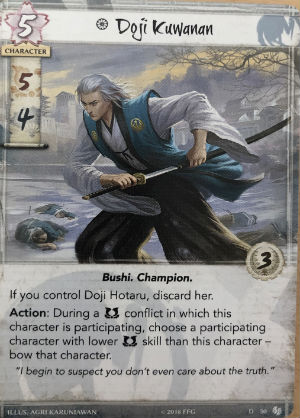 5
Doji Kuwanan
CHARACTER
5
4
3
Bushi. Champion.
If you control Doji Hotaru, discard her.
Action: During a conflict in which this
character is participating, choose a participating
character with lower skill than this character –
bow that character.
"I begin to suspect you don't even care about the truth."
ILLUS. AGRI KARUNIAWAN © 2018 FFG D 50